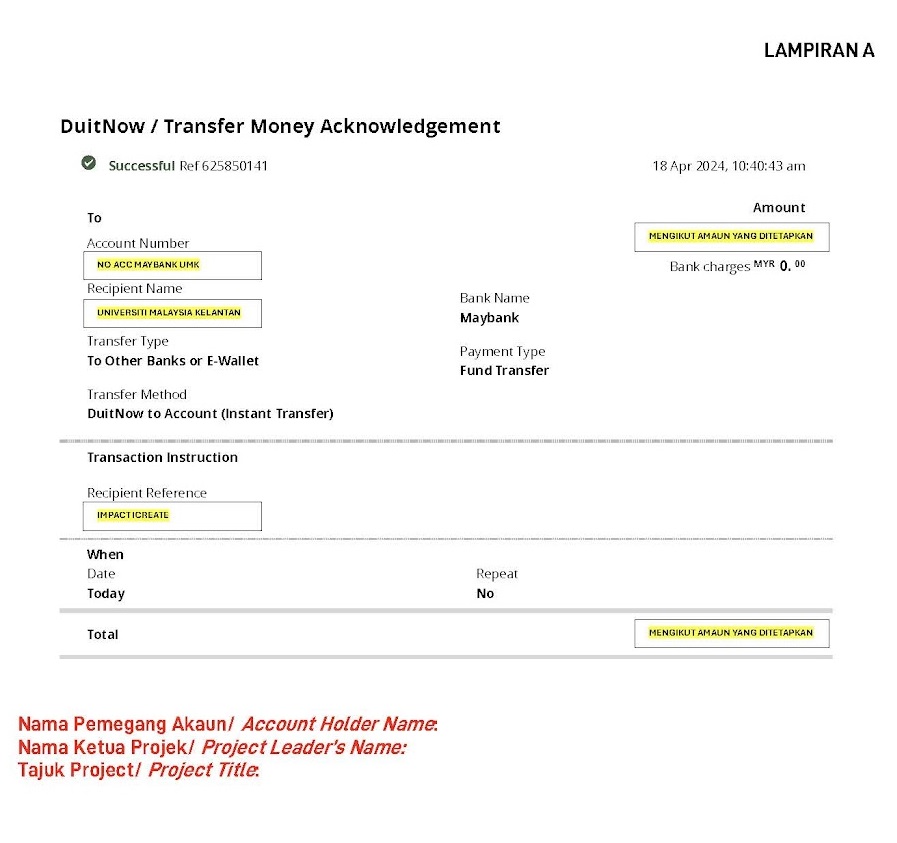 LAMPIRAN A
DuitNow / Transfer Money Acknowledgement
Successful Ref 625850141
18 Apr 2024, 10:40:43 am
To
Amount
MENGIKUT AMAUN YANG DITETAPKAN
Account Number
NO ACC MAYBANK UMK
Bank charges MYR 0. 00
Recipient Name
UNIVERSITI MALAYSIA KELANTAN
Bank Name
Maybank
Transfer Type
To Other Banks or E-Wallet
Payment Type
Fund Transfer
Transfer Method
DuitNow to Account (Instant Transfer)
Transaction Instruction
Recipient Reference
IMPACTICREATE
When
Date
Repeat
Today
No
Total
MENGIKUT AMAUN YANG DITETAPKAN
Nama Pemegang Akaun/ Account Holder Name:
Nama Ketua Projek/ Project Leader's Name:
Tajuk Project/ Project Title: